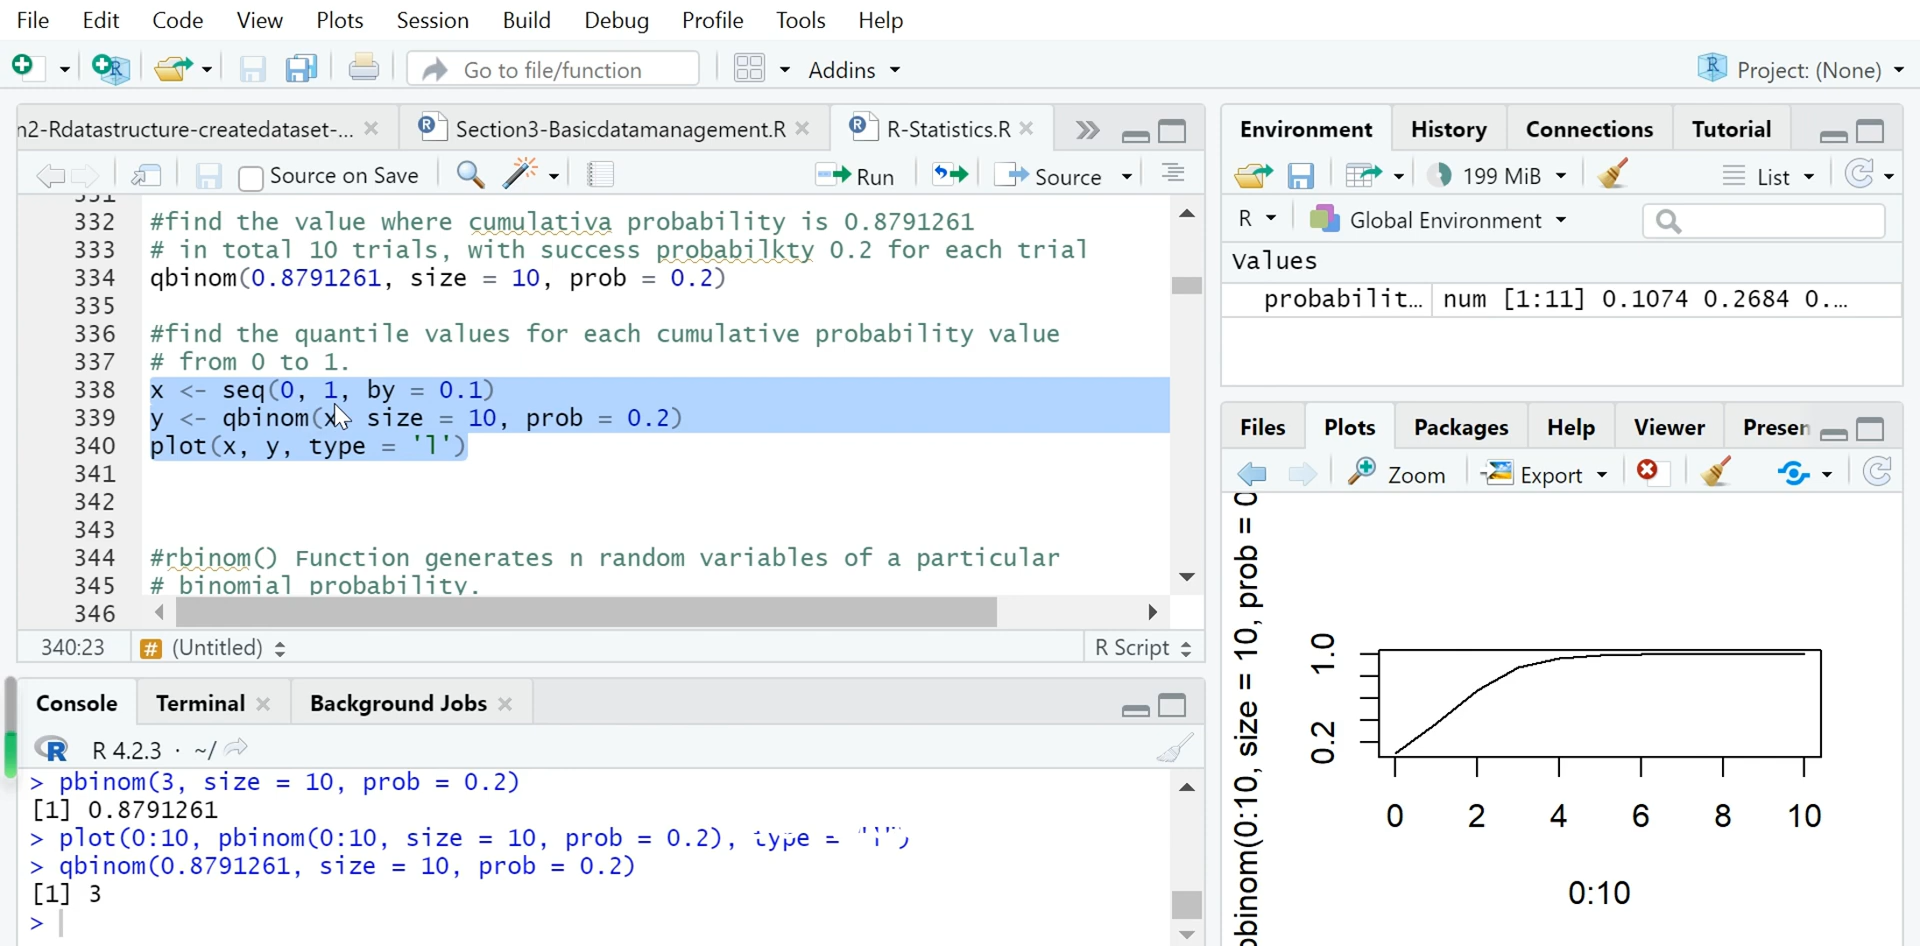 File Edit Code View Plots Session Build Debug Profile Tools Help
Go to file/function Addins Project: (None)
n2-Rdatastructure-createdataset-... Section3-Basicdatamanagement.R R-Statistics.R
Source on Save Run Source
332 #find the value where cumulativa probability is 0.8791261
333 # in total 10 trials, with success probabilkty 0.2 for each trial
334 qbinom(0.8791261, size = 10, prob = 0.2)
335
336 #find the quantile values for each cumulative probability value
337 # from 0 to 1.
338 x <- seq(0, 1, by = 0.1)
339 y <- qbinom(x, size = 10, prob = 0.2)
340 plot(x, y, type = 'l')
341
342
343
344 #rbinom() Function generates n random variables of a particular
345 # binomial probability.
346
340:23 # (Untitled) R Script
Console Terminal Background Jobs
R 4.2.3 · ~/
> pbinom(3, size = 10, prob = 0.2)
[1] 0.8791261
> plot(0:10, pbinom(0:10, size = 10, prob = 0.2), type =
> qbinom(0.8791261, size = 10, prob = 0.2)
[1] 3
>
Environment History Connections Tutorial
199 MiB List
R Global Environment
Values
probabilit... num [1:11] 0.1074 0.2684 0....
Files Plots Packages Help Viewer Presen
Zoom Export
pbinom(0:10, size = 10, prob = 0
1.0
0.2
0 2 4 6 8 10
0:10